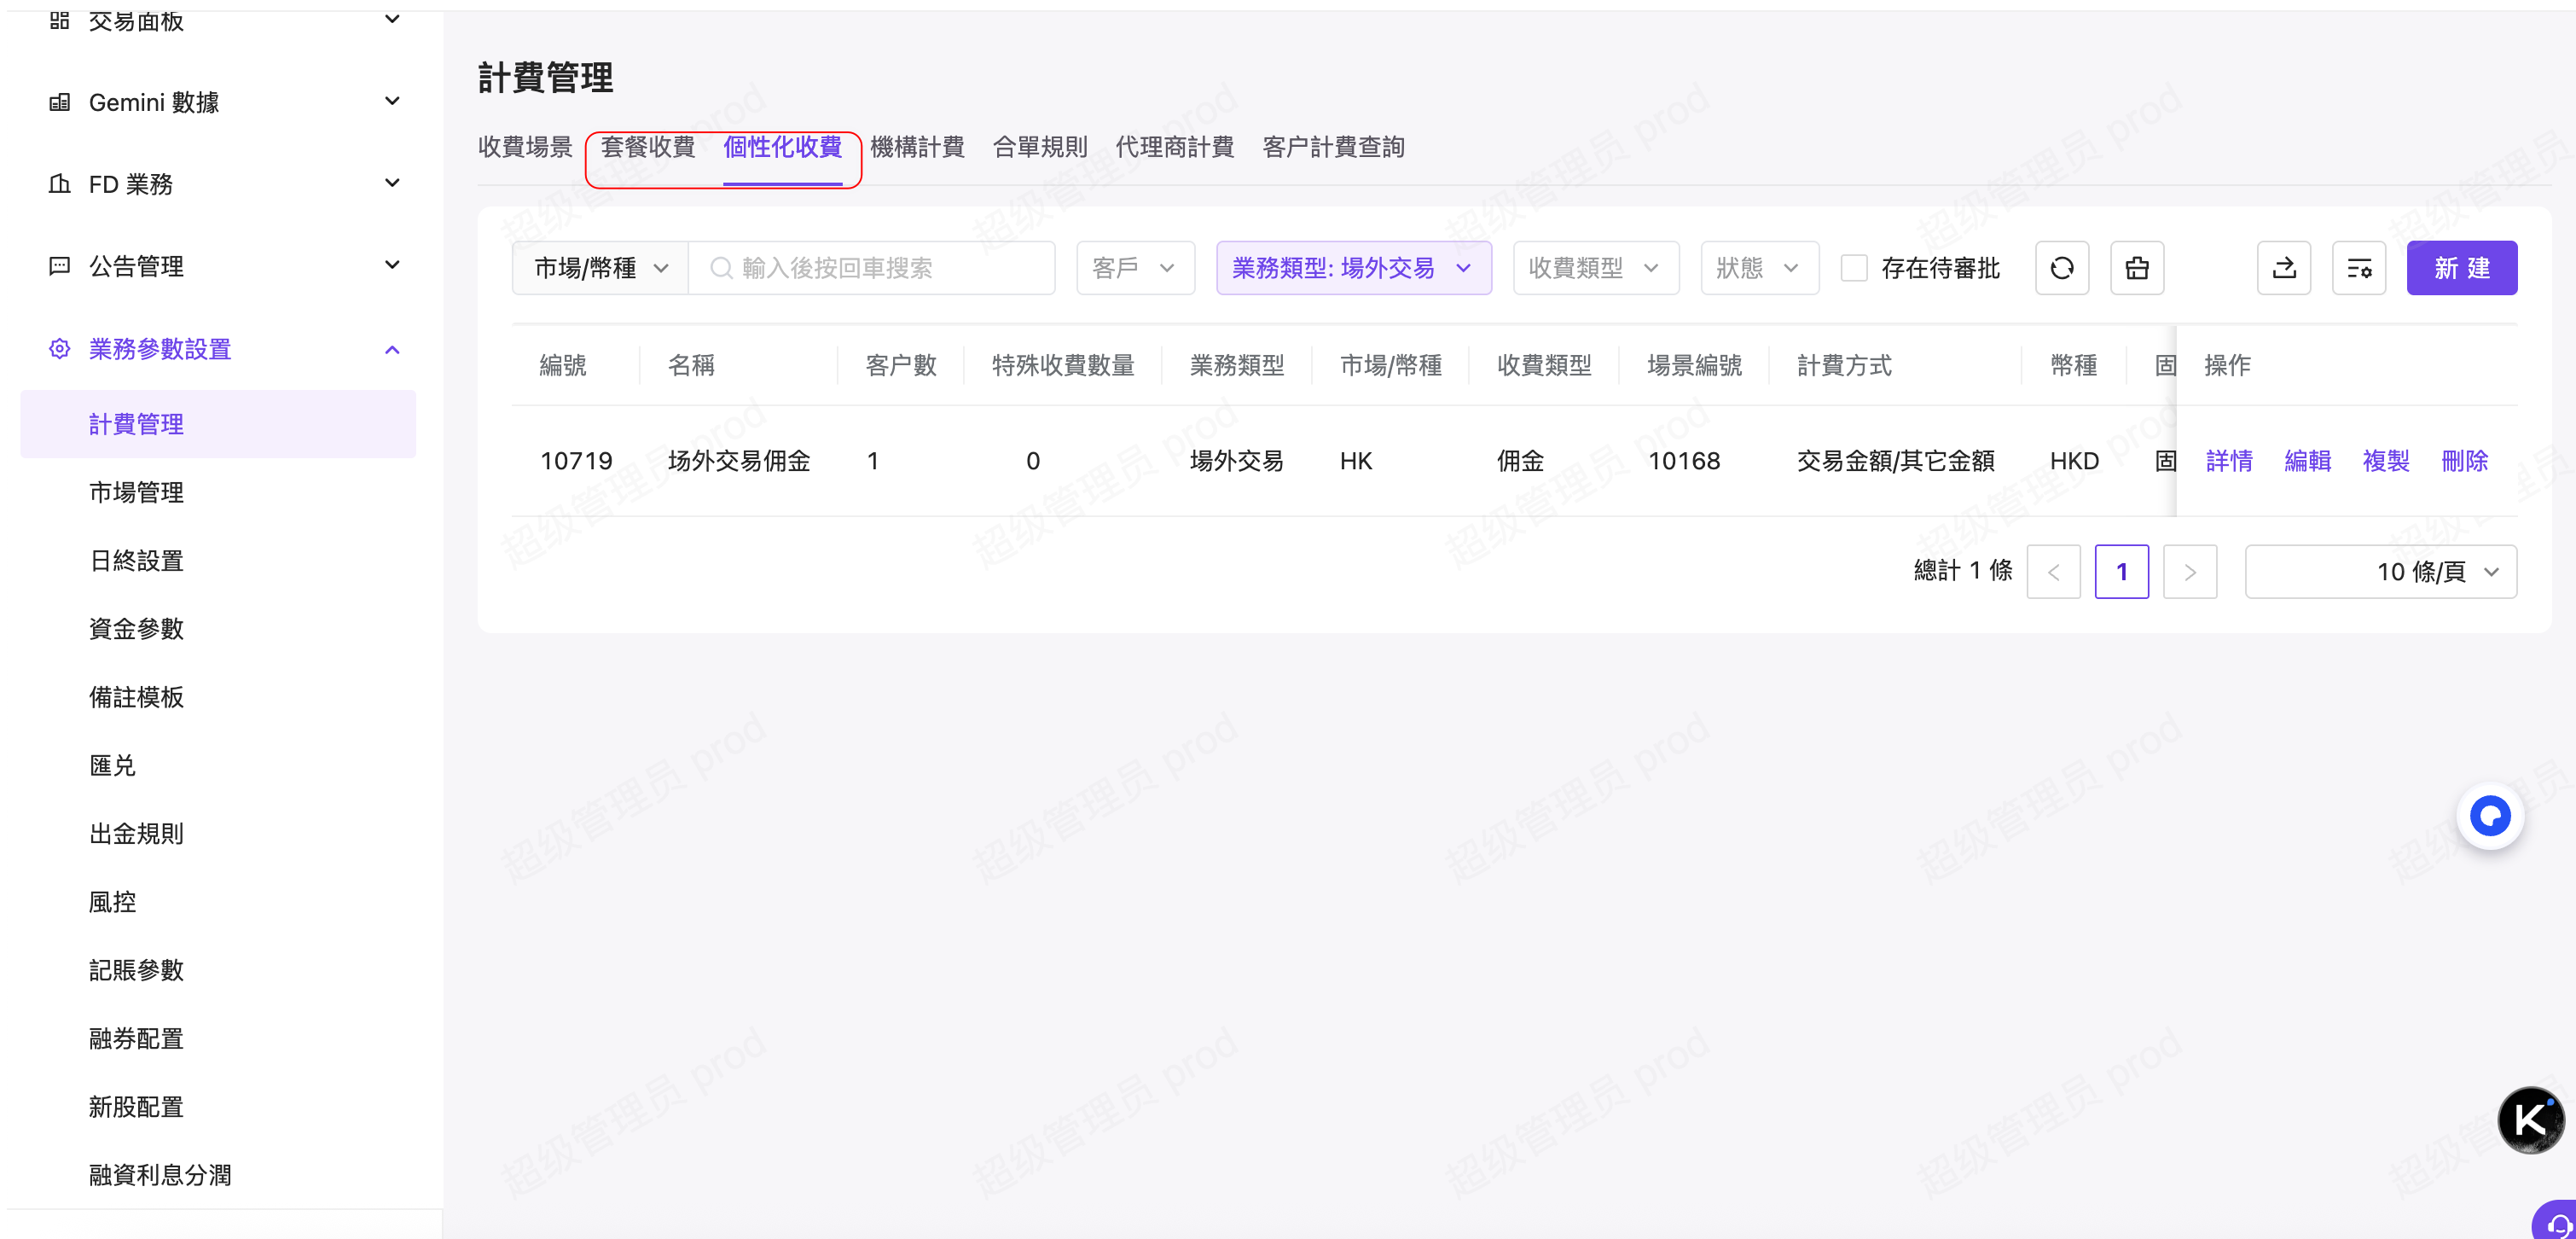 交易面板
Gemini 數據
FD 業務
公告管理
業務參數設置
計費管理
市場管理
日終設置
資金參數
備註模板
匯兑
出金規則
風控
記賬參數
融券配置
新股配置
融資利息分潤
計費管理
收費場景 套餐收費 個性化收費 機構計費 合單規則 代理商計費 客户計費查詢
市場/幣種 輸入後按回車搜索 客戶 業務類型: 場外交易 收費類型 狀態 存在待審批 新 建
編號 名稱 客户數 特殊收費數量 業務類型 市場/幣種 收費類型 場景編號 計費方式 幣種 固 操作
10719 场外交易佣金 1 0 場外交易 HK 佣金 10168 交易金額/其它金額 HKD 固 詳情 編輯 複製 刪除
總計 1 條 1 10 條/頁
超级管理员 prod